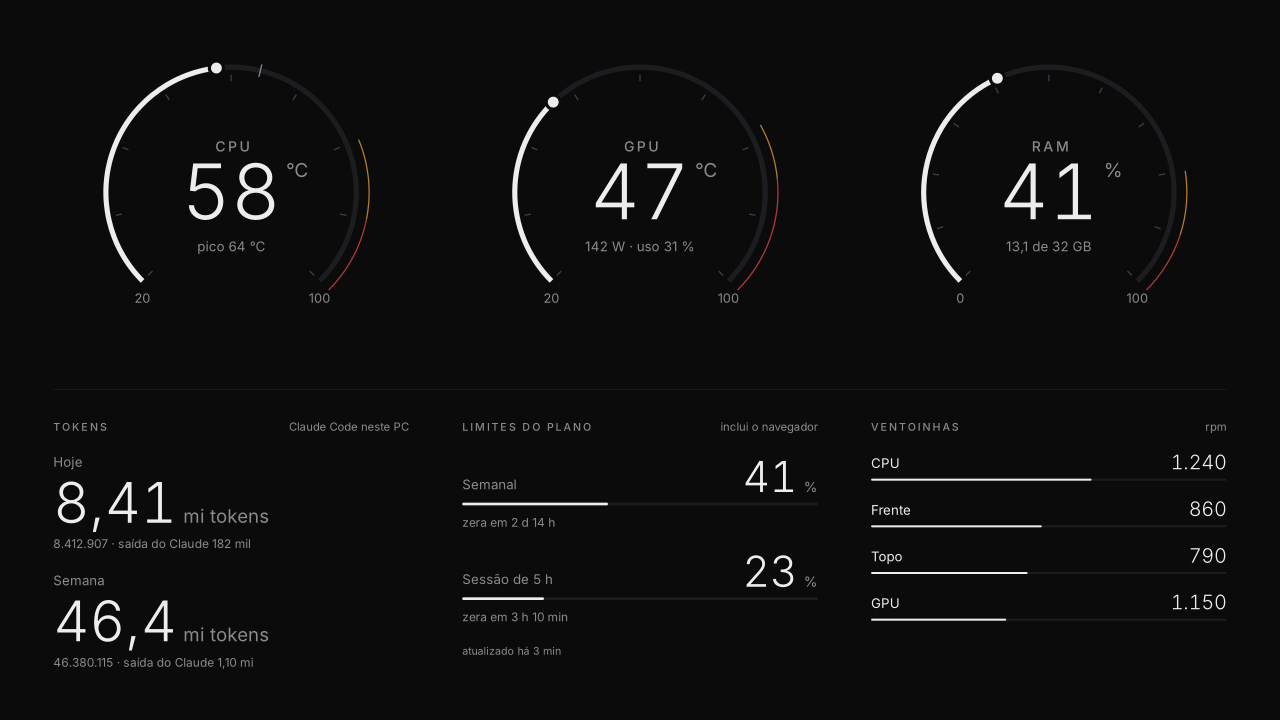 CPU
58 °C
pico 64 °C
20 100
GPU
47 °C
142 W · uso 31 %
20 100
RAM
41 %
13,1 de 32 GB
0 100
TOKENS Claude Code neste PC
Hoje
8,41 mi tokens
8.412.907 · saída do Claude 182 mil
Semana
46,4 mi tokens
46.380.115 · saída do Claude 1,10 mi
LIMITES DO PLANO inclui o navegador
Semanal 41 %
zera em 2 d 14 h
Sessão de 5 h 23 %
zera em 3 h 10 min
atualizado há 3 min
VENTOINHAS rpm
CPU 1.240
Frente 860
Topo 790
GPU 1.150